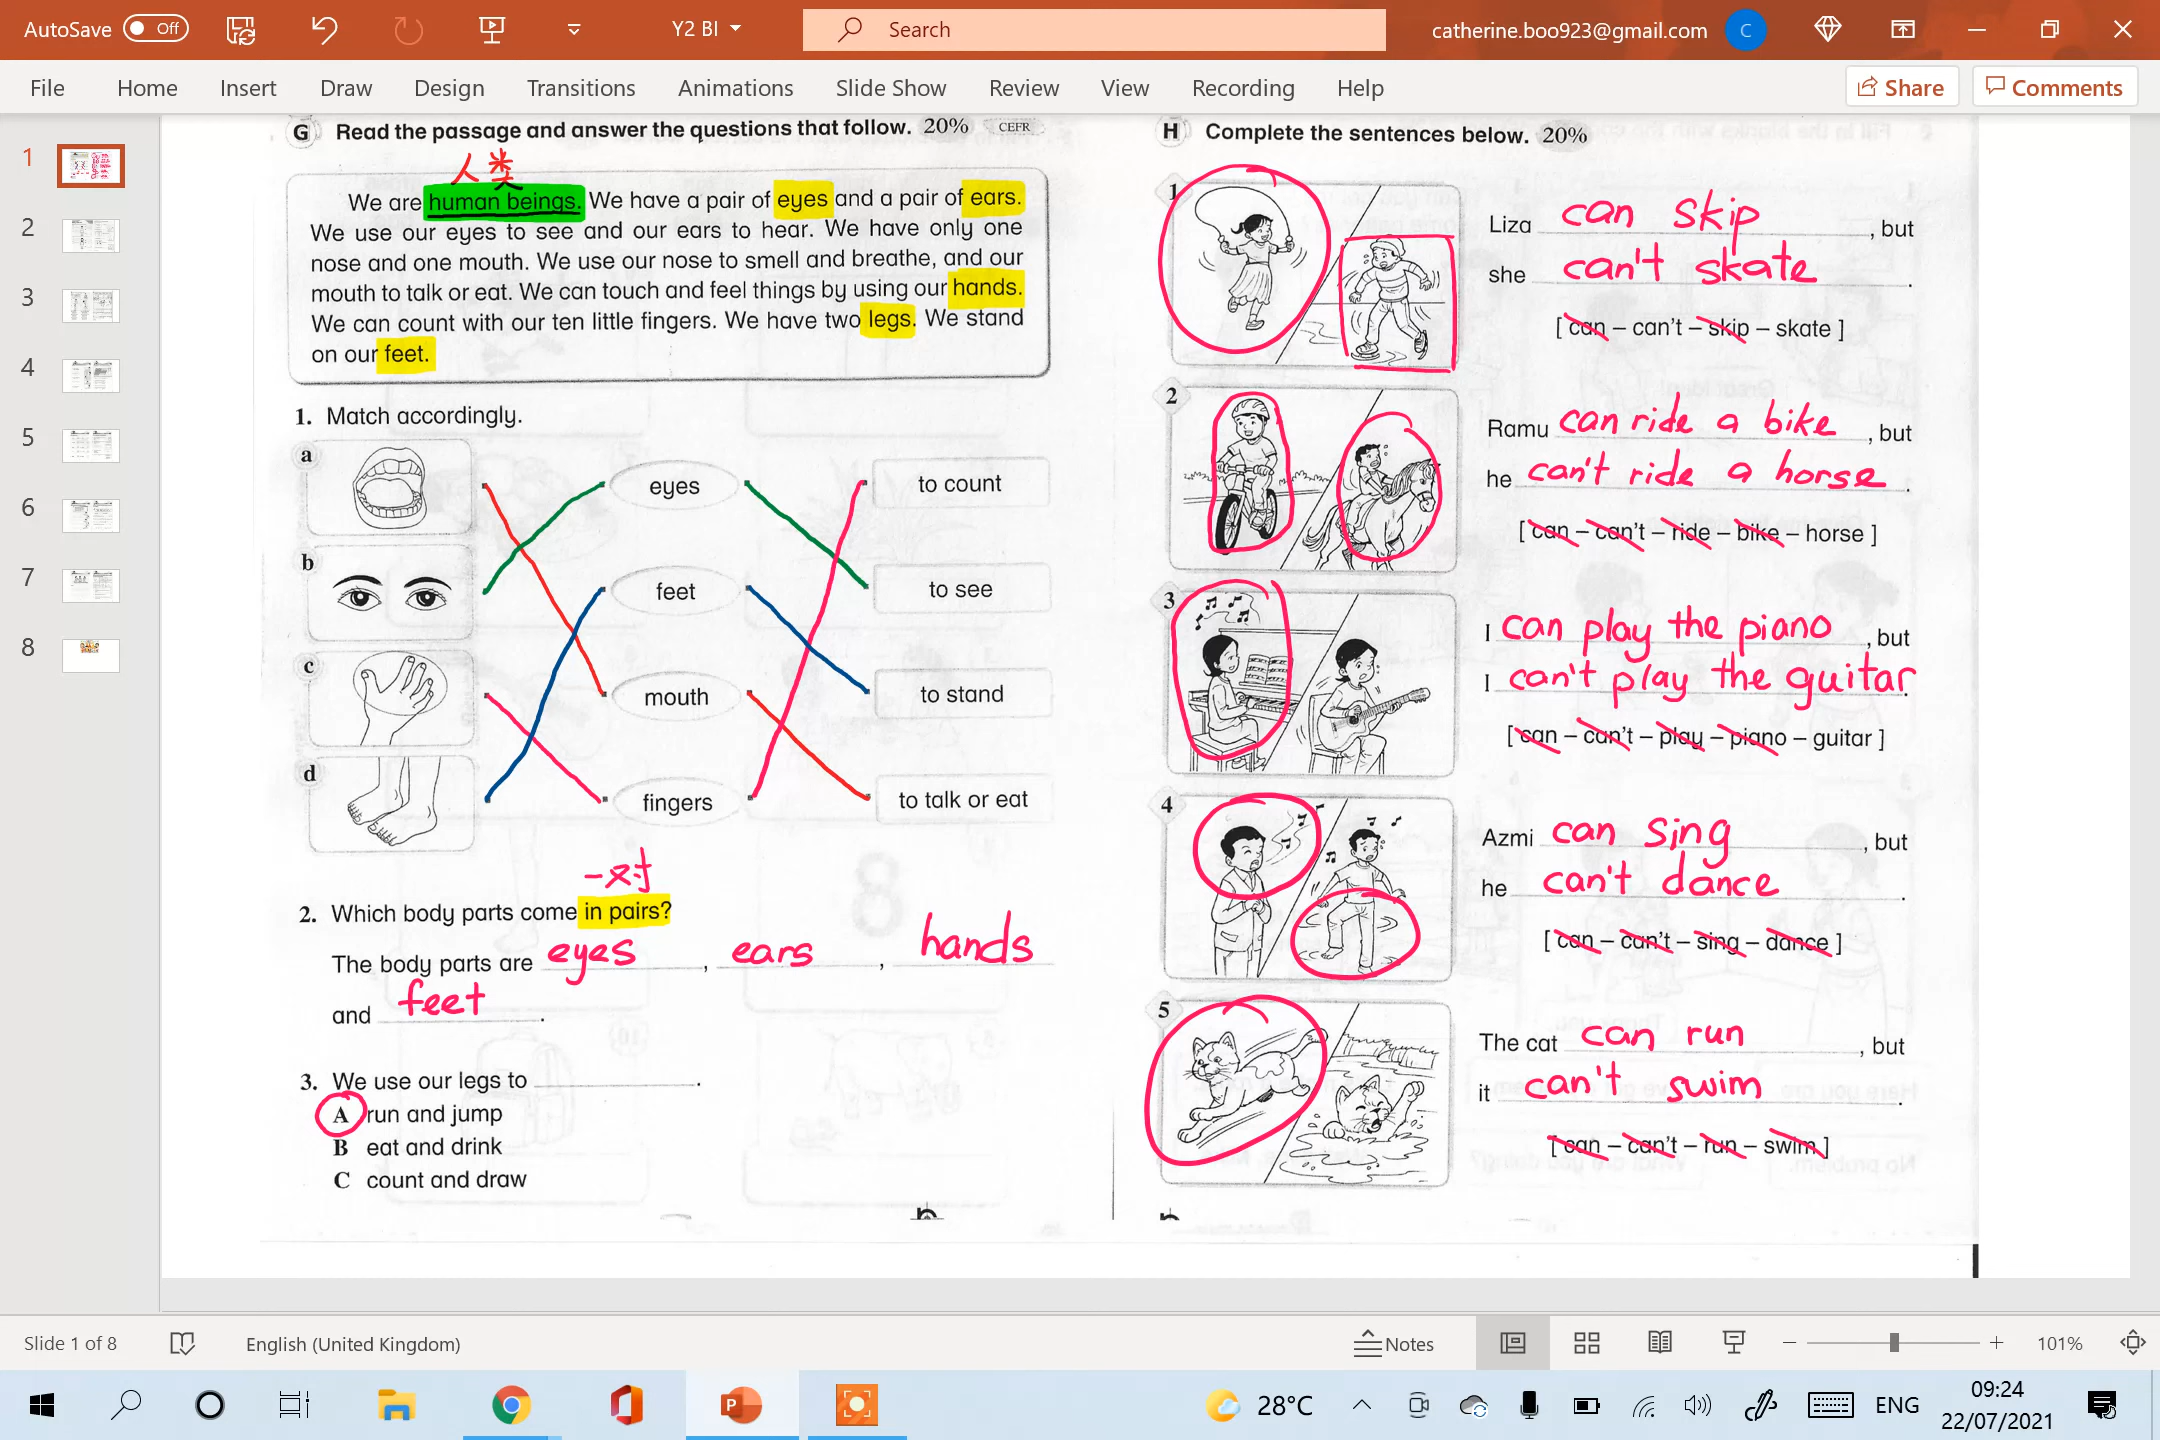 AutoSave Off Y2 BI Search catherine.boo923@gmail.com C
File Home Insert Draw Design Transitions Animations Slide Show Review View Recording Help Share Comments
1
2
3
4
5
6
7
8
G Read the passage and answer the questions that follow. 20% CEFR
人类
We are human beings. We have a pair of eyes and a pair of ears.
We use our eyes to see and our ears to hear. We have only one
nose and one mouth. We use our nose to smell and breathe, and our
mouth to talk or eat. We can touch and feel things by using our hands.
We can count with our ten little fingers. We have two legs. We stand
on our feet.
1. Match accordingly.
a eyes to count
b feet to see
c mouth to stand
d fingers to talk or eat
一对
2. Which body parts come in pairs?
The body parts are eyes, ears, hands
and feet.
3. We use our legs to .
A run and jump
B eat and drink
C count and draw
H Complete the sentences below. 20%
1
Liza can skip, but
she can't skate.
[ can – can't – skip – skate ]
2
Ramu can ride a bike, but
he can't ride a horse.
[ can – can't – ride – bike – horse ]
3
I can play the piano, but
I can't play the guitar.
[ can – can't – play – piano – guitar ]
4
Azmi can sing, but
he can't dance.
[ can – can't – sing – dance ]
5
The cat can run, but
it can't swim.
[ can – can't – run – swim ]
Slide 1 of 8 English (United Kingdom) Notes 101%
28°C ENG 09:24
22/07/2021